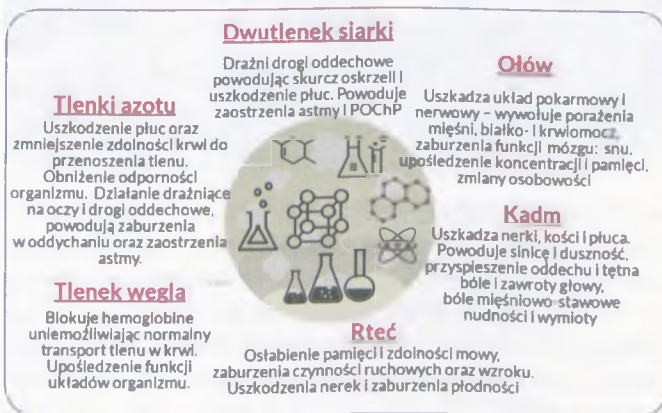 Dwutlenek siarki
Drażni drogi oddechowe
powodując skurcz oskrzeli i
uszkodzenie płuc. Powoduje
zaostrzenia astmy i POChP
Ołów
Uszkadza układ pokarmowy i
nerwowy – wywołuje porażenia
mięśni, białko- i krwiomocz,
zaburzenia funkcji mózgu: snu,
upośledzenie koncentracji i pamięci,
zmiany osobowości
Tlenki azotu
Uszkodzenie płuc oraz
zmniejszenie zdolności krwi do
przenoszenia tlenu.
Obniżenie odporności
organizmu. Działanie drażniące
na oczy i drogi oddechowe,
powodują zaburzenia
w oddychaniu oraz zaostrzenia
astmy.
Kadm
Uszkadza nerki, kości i płuca.
Powoduje sinicę i duszność,
przyspieszenie oddechu i tętna
bóle i zawroty głowy,
bóle mięśniowo-stawowe
nudności i wymioty
Tlenek węgla
Blokuje hemoglobine
uniemożliwiając normalny
transport tlenu w krwi.
Upośledzenie funkcji
układów organizmu.
Rtęć
Osłabienie pamięci i zdolności mowy,
zaburzenia czynności ruchowych oraz wzroku.
Uszkodzenia nerek i zaburzenia płodności